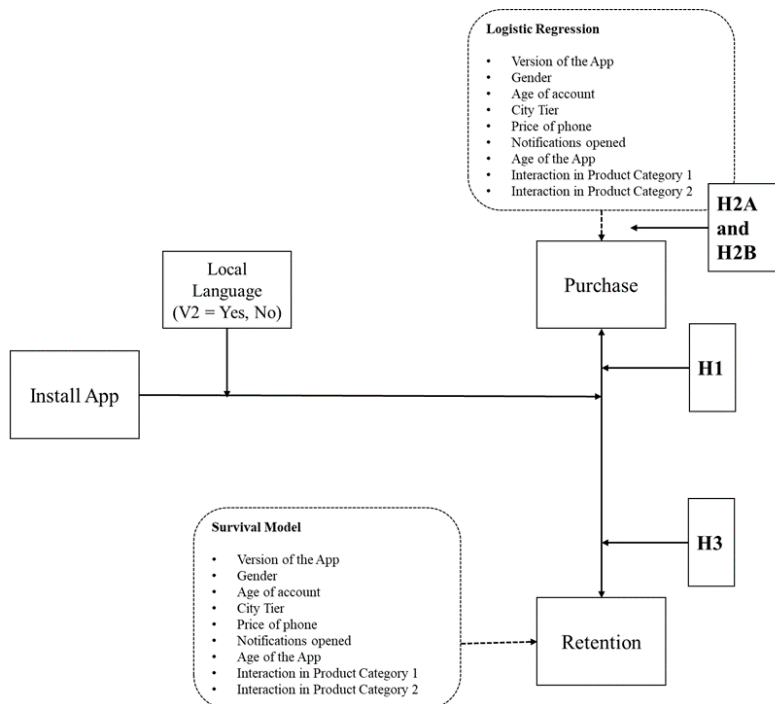 Logistic Regression
• Version of the App
• Gender
• Age of account
• City Tier
• Price of phone
• Notifications opened
• Age of the App
• Interaction in Product Category 1
• Interaction in Product Category 2
H2A
and
H2B
Local
Language
(V2 = Yes, No)
Purchase
Install App
H1
Survival Model
• Version of the App
• Gender
• Age of account
• City Tier
• Price of phone
• Notifications opened
• Age of the App
• Interaction in Product Category 1
• Interaction in Product Category 2
H3
Retention